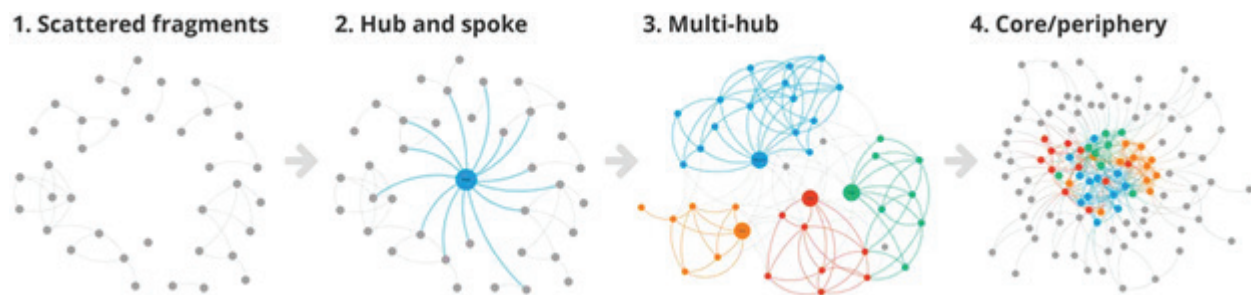 1. Scattered fragments
2. Hub and spoke
3. Multi-hub
4. Core/periphery